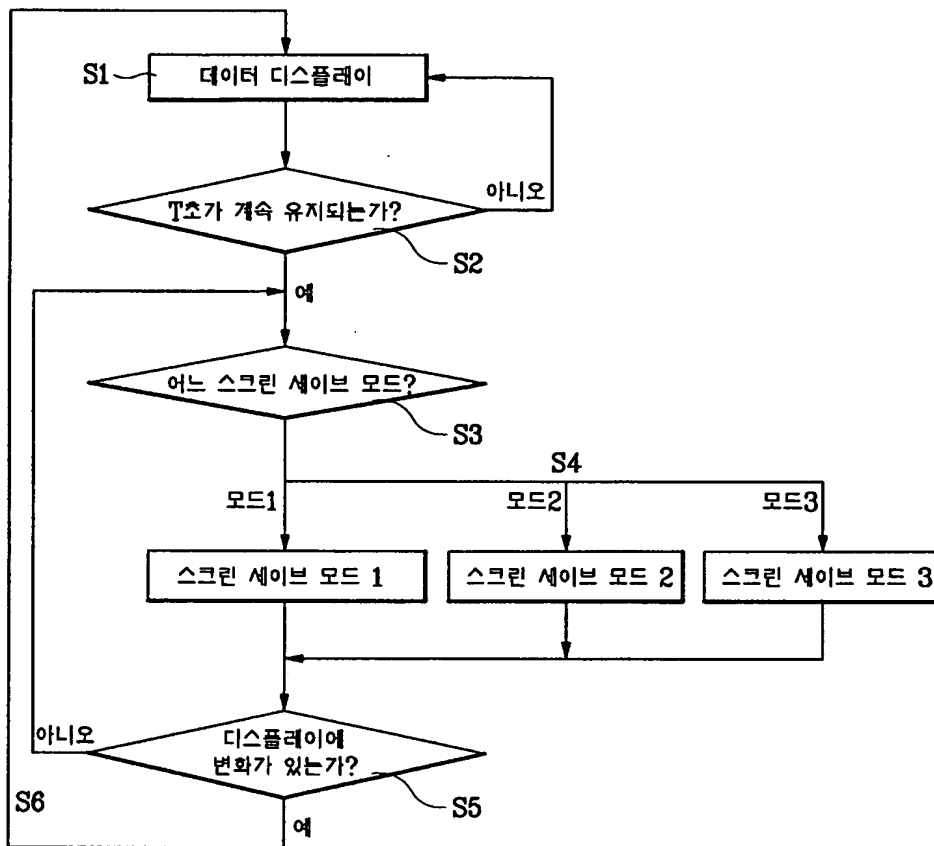 S1
데이터 디스플레이
아니오
T초가 계속 유지되는가?
S2
예
어느 스크린 세이브 모드?
S3
S4
모드1
모드2
모드3
스크린 세이브 모드 1
스크린 세이브 모드 2
스크린 세이브 모드 3
아니오
디스플레이에
변화가 있는가?
S5
S6
예